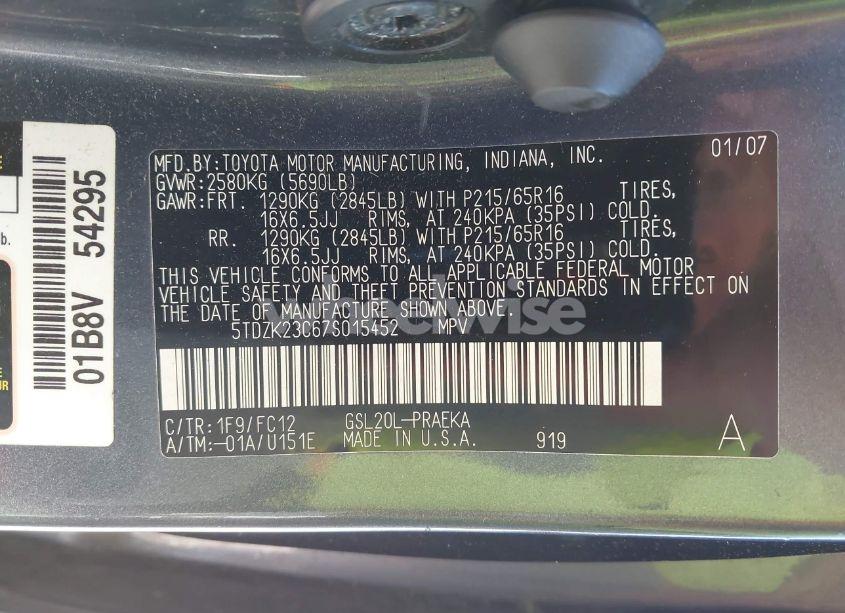 MFD.BY:TOYOTA MOTOR MANUFACTURING, INDIANA, INC. 01/07
GVWR:2580KG (5690LB)
GAWR:FRT. 1290KG (2845LB) WITH P215/65R16 TIRES,
16X6.5JJ RIMS, AT 240KPA (35PSI) COLD.
RR. 1290KG (2845LB) WITH P215/65R16 TIRES,
16X6.5JJ RIMS, AT 240KPA (35PSI) COLD.
THIS VEHICLE CONFORMS TO ALL APPLICABLE FEDERAL MOTOR
VEHICLE SAFETY AND THEFT PREVENTION STANDARDS IN EFFECT ON
THE DATE OF MANUFACTURE SHOWN ABOVE.
5TDZK23C67S015452 MPV
C/TR:1F9/FC12 GSL20L-PRAEKA
A/TM:-01A/U151E MADE IN U.S.A. 919 A
01B8V 54295
b.
UR